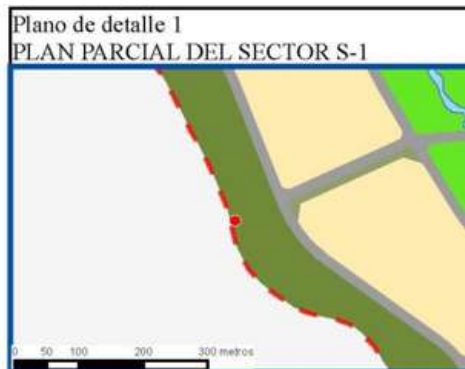 Plano de detalle 1
PLAN PARCIAL DEL SECTOR S-1
0 50 100 200 300 metros